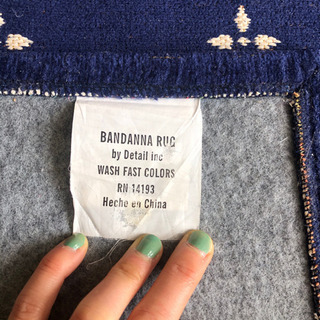 BANDANNA RUG
by Detail inc
WASH FAST COLORS
RN 14193
Hecho en China